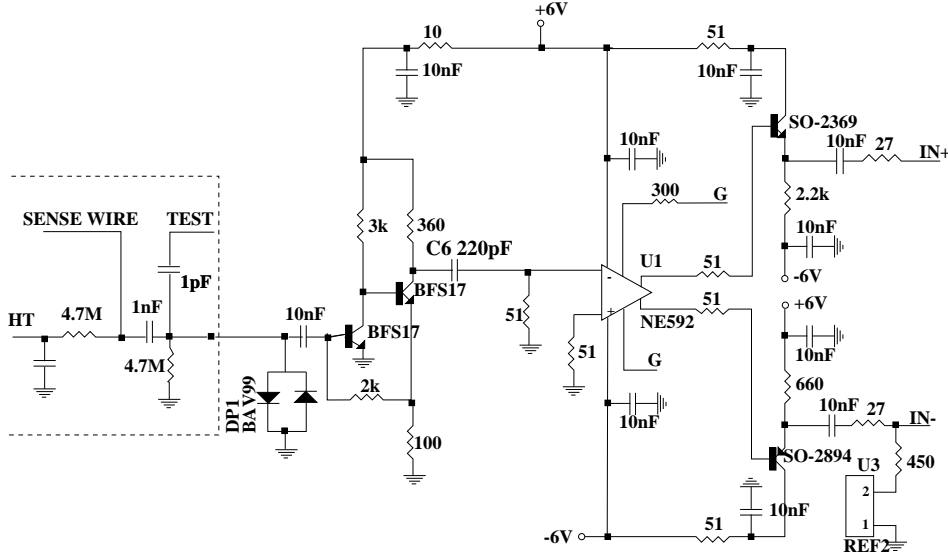 +6V
10
51
10nF
10nF
SO-2369
10nF
10nF
27
IN+
SENSE WIRE
TEST
300
G
3k
360
2.2k
C6 220pF
10nF
1pF
U1
51
-6V
HT
4.7M
1nF
10nF
BFS17
51
+6V
51
BFS17
NE592
10nF
4.7M
51
2k
G
660
DP1
BAV99
10nF
27
IN-
10nF
100
SO-2894
U3
450
2
10nF
51
1
-6V
REF2